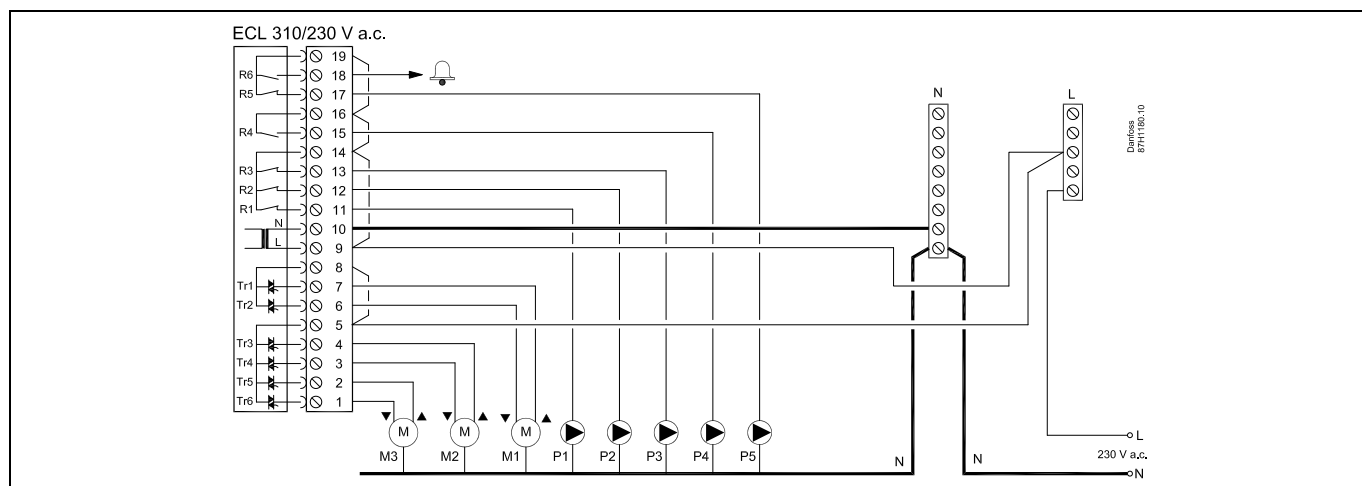 ECL 310/230 V a.c.
19
R6 18
R5 17
16
R4 15
14
R3 13
R2 12
R1 11
N 10
L 9
8
Tr1 7
Tr2 6
5
Tr3 4
Tr4 3
Tr5 2
Tr6 1
N
L
Danfoss
87H1180.10
M M M
M3 M2 M1 P1 P2 P3 P4 P5
N N
L
230 V a.c.
N